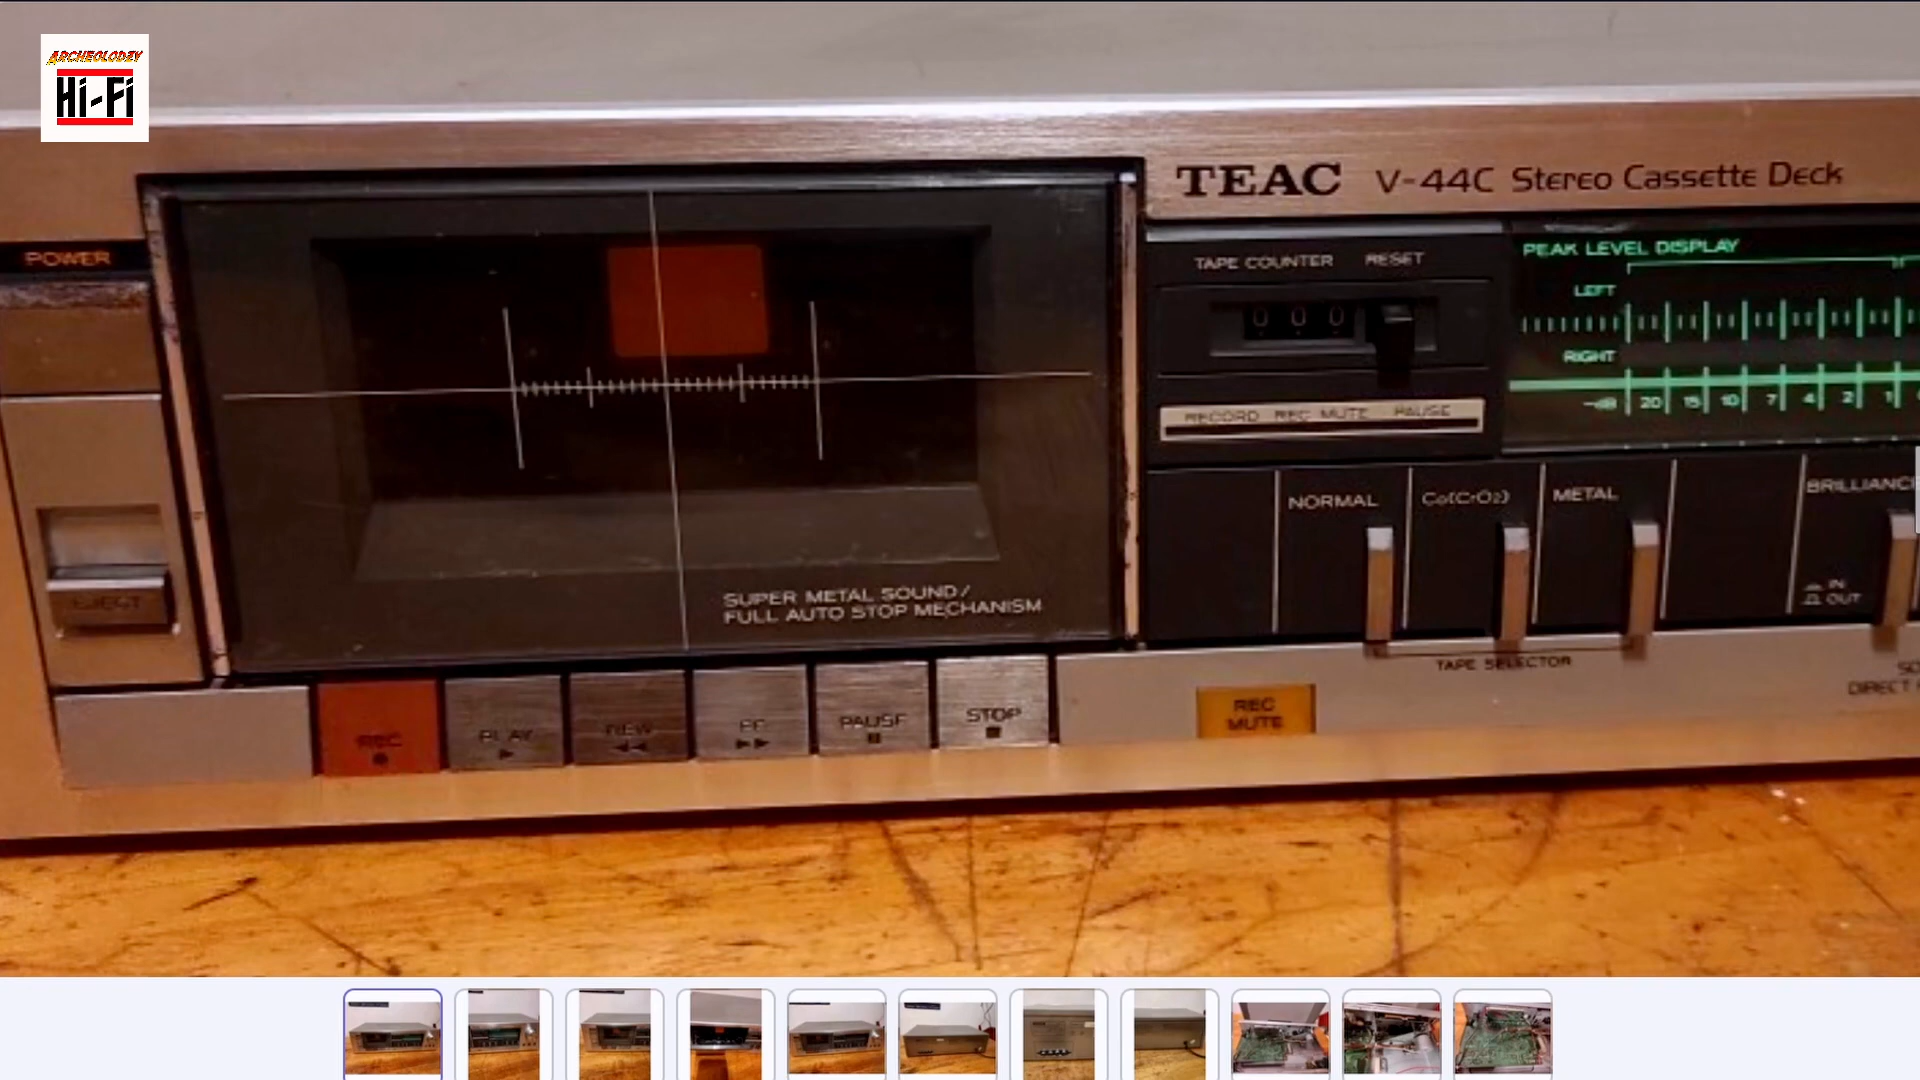 ARCHEOLODZY
Hi-Fi
TEAC V-44C Stereo Cassette Deck
POWER
TAPE COUNTER RESET
000
PEAK LEVEL DISPLAY
LEFT
RIGHT
-dB 20 15 10 7 4 2 1
RECORD REC MUTE PAUSE
NORMAL
Co(CrO2)
METAL
IN
OUT
EJECT
SUPER METAL SOUND/
FULL AUTO STOP MECHANISM
TAPE SELECTOR
REC
PLAY
REW
FF
PAUSE
STOP
REC
MUTE
DIRECT